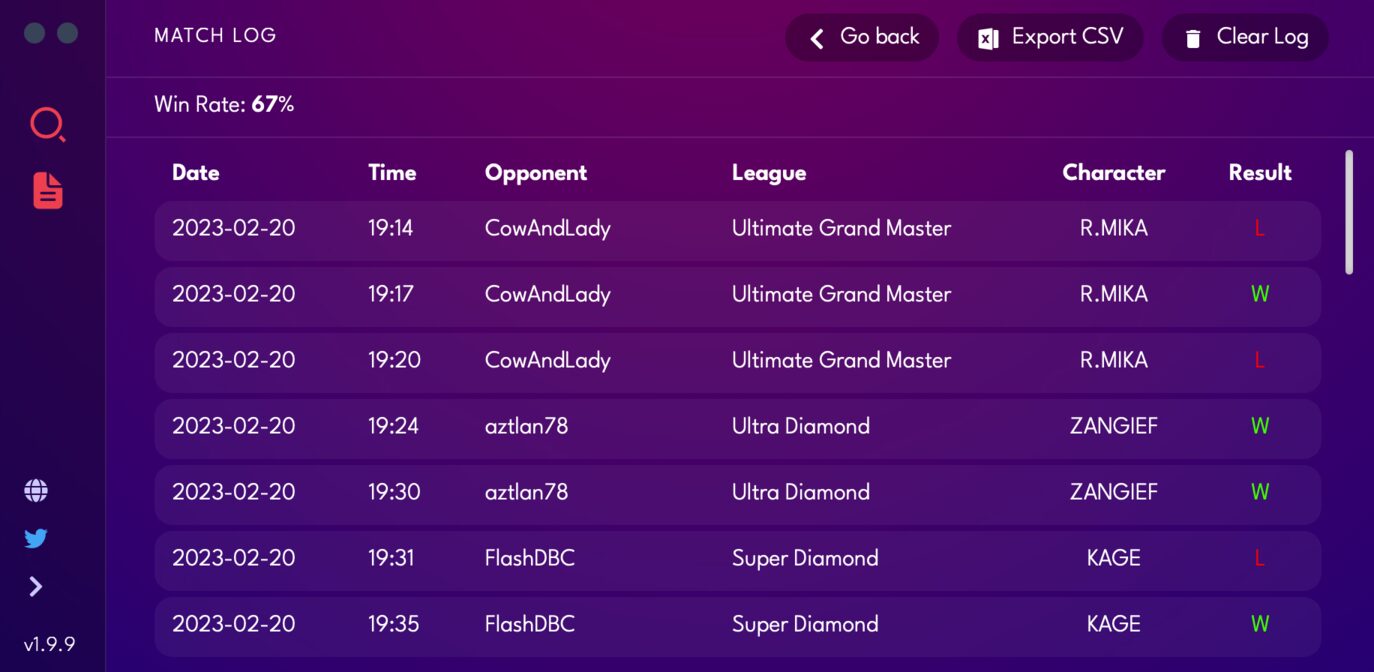 MATCH LOG Go back Export CSV Clear Log
Win Rate: 67%
Date Time Opponent League Character Result
2023-02-20 19:14 CowAndLady Ultimate Grand Master R.MIKA L
2023-02-20 19:17 CowAndLady Ultimate Grand Master R.MIKA W
2023-02-20 19:20 CowAndLady Ultimate Grand Master R.MIKA L
2023-02-20 19:24 aztlan78 Ultra Diamond ZANGIEF W
2023-02-20 19:30 aztlan78 Ultra Diamond ZANGIEF W
2023-02-20 19:31 FlashDBC Super Diamond KAGE L
2023-02-20 19:35 FlashDBC Super Diamond KAGE W
v1.9.9